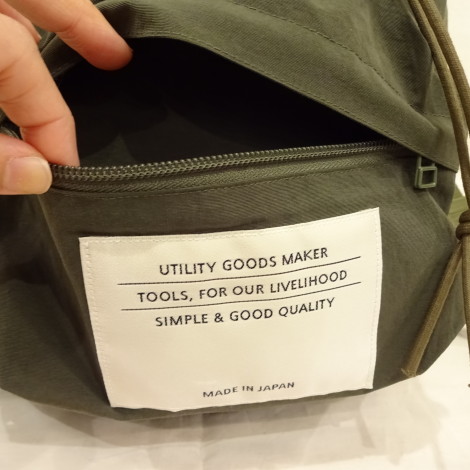 UTILITY GOODS MAKER
TOOLS, FOR OUR LIVELIHOOD
SIMPLE & GOOD QUALITY
MADE IN JAPAN